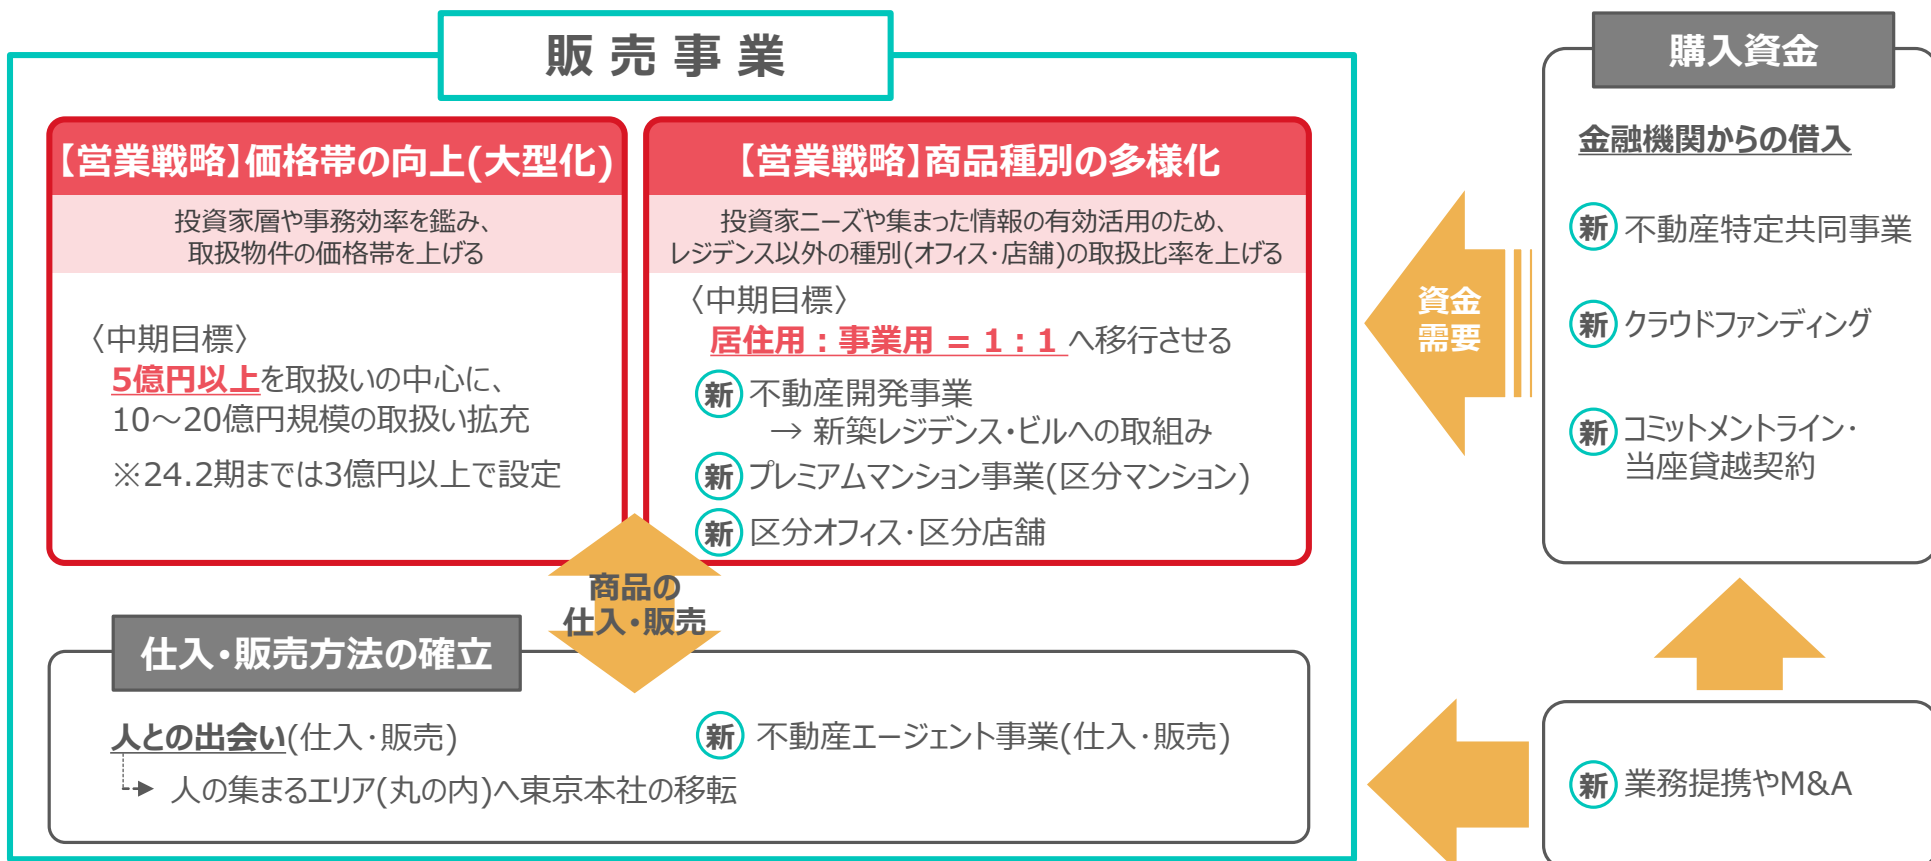 販売事業
【営業戦略】価格帯の向上(大型化)
投資家層や事務効率を鑑み、
取扱物件の価格帯を上げる
〈中期目標〉
5億円以上を取扱いの中心に、
10～20億円規模の取扱い拡充
※24.2期までは3億円以上で設定
【営業戦略】商品種別の多様化
投資家ニーズや集まった情報の有効活用のため、
レジデンス以外の種別(オフィス・店舗)の取扱比率を上げる
〈中期目標〉
居住用：事業用 = 1：1 へ移行させる
新 不動産開発事業
→ 新築レジデンス・ビルへの取組み
新 プレミアムマンション事業(区分マンション)
新 区分オフィス・区分店舗
商品の
仕入・販売
仕入・販売方法の確立
人との出会い(仕入・販売)
人の集まるエリア(丸の内)へ東京本社の移転
新 不動産エージェント事業(仕入・販売)
資金
需要
購入資金
金融機関からの借入
新 不動産特定共同事業
新 クラウドファンディング
新 コミットメントライン・
当座貸越契約
新 業務提携やM&A